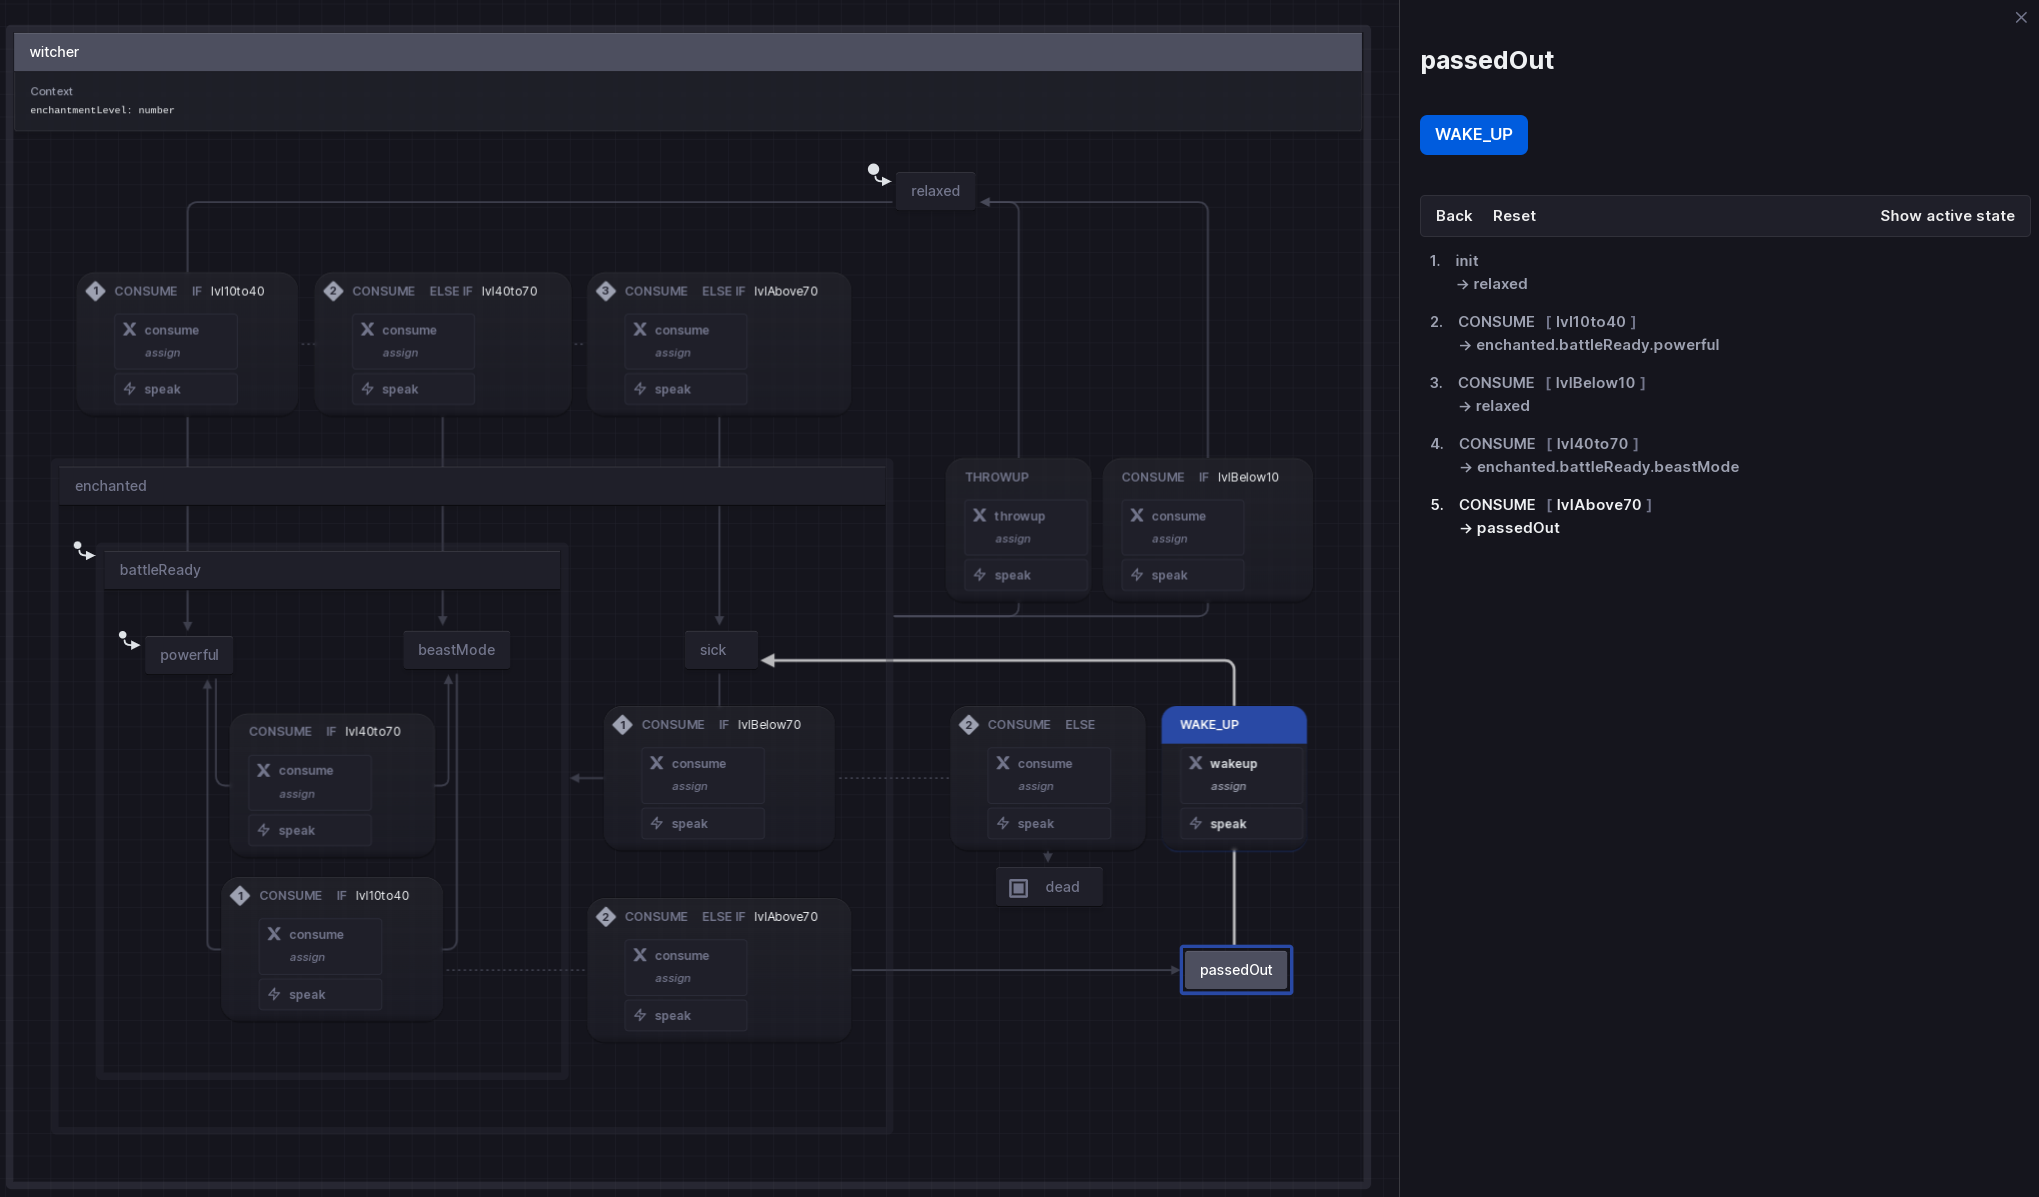 witcher
Context
enchantmentLevel: number
relaxed
1 CONSUME IF lvl10to40
consume
assign
speak
2 CONSUME ELSE IF lvl40to70
consume
assign
speak
3 CONSUME ELSE IF lvlAbove70
consume
assign
speak
enchanted
THROWUP
throwup
assign
speak
CONSUME IF lvlBelow10
consume
assign
speak
battleReady
powerful
beastMode
sick
CONSUME IF lvl40to70
consume
assign
speak
1 CONSUME IF lvlBelow70
consume
assign
speak
2 CONSUME ELSE
consume
assign
speak
WAKE_UP
wakeup
assign
speak
dead
1 CONSUME IF lvl10to40
consume
assign
speak
2 CONSUME ELSE IF lvlAbove70
consume
assign
speak
passedOut
passedOut
WAKE_UP
Back Reset Show active state
1. init
→ relaxed
2. CONSUME [ lvl10to40 ]
→ enchanted.battleReady.powerful
3. CONSUME [ lvlBelow10 ]
→ relaxed
4. CONSUME [ lvl40to70 ]
→ enchanted.battleReady.beastMode
5. CONSUME [ lvlAbove70 ]
→ passedOut